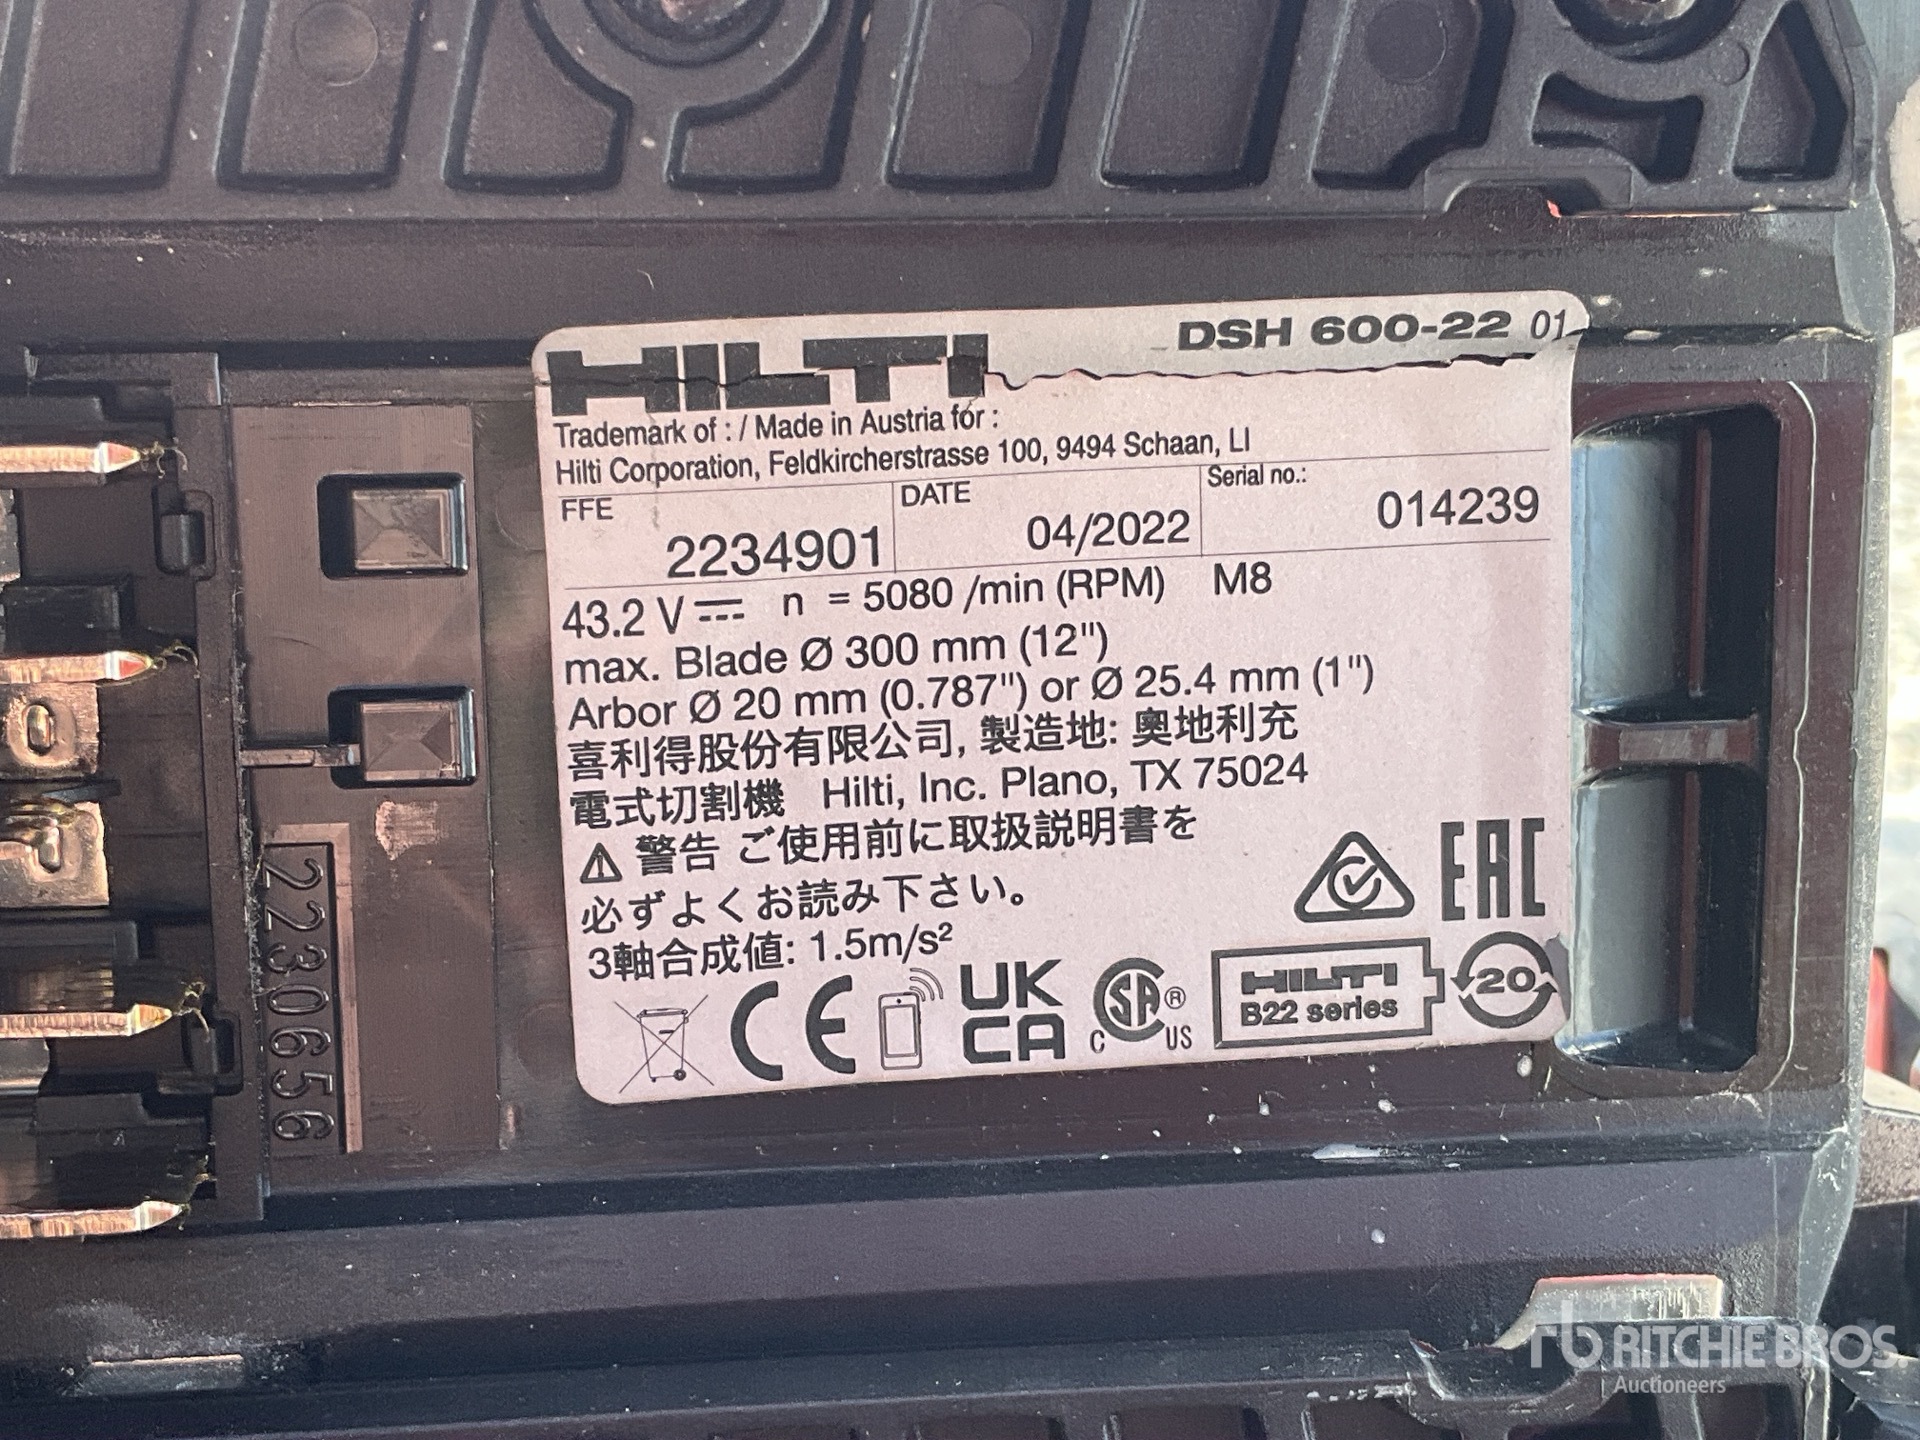 HILTI DSH 600-22 01
Trademark of : / Made in Austria for :
Hilti Corporation, Feldkircherstrasse 100, 9494 Schaan, LI
FFE 2234901 DATE 04/2022 Serial no.: 014239
43.2 V n = 5080 /min (RPM) M8
max. Blade Ø 300 mm (12")
Arbor Ø 20 mm (0.787") or Ø 25.4 mm (1")
喜利得股份有限公司, 製造地: 奧地利充
電式切割機 Hilti, Inc. Plano, TX 75024
⚠ 警告 ご使用前に取扱説明書を
必ずよくお読み下さい。
3軸合成値: 1.5m/s²
EAC
CE UK CA C SA ® US HILTI B22 series 20
2230656
rb RITCHIE BROS.
Auctioneers